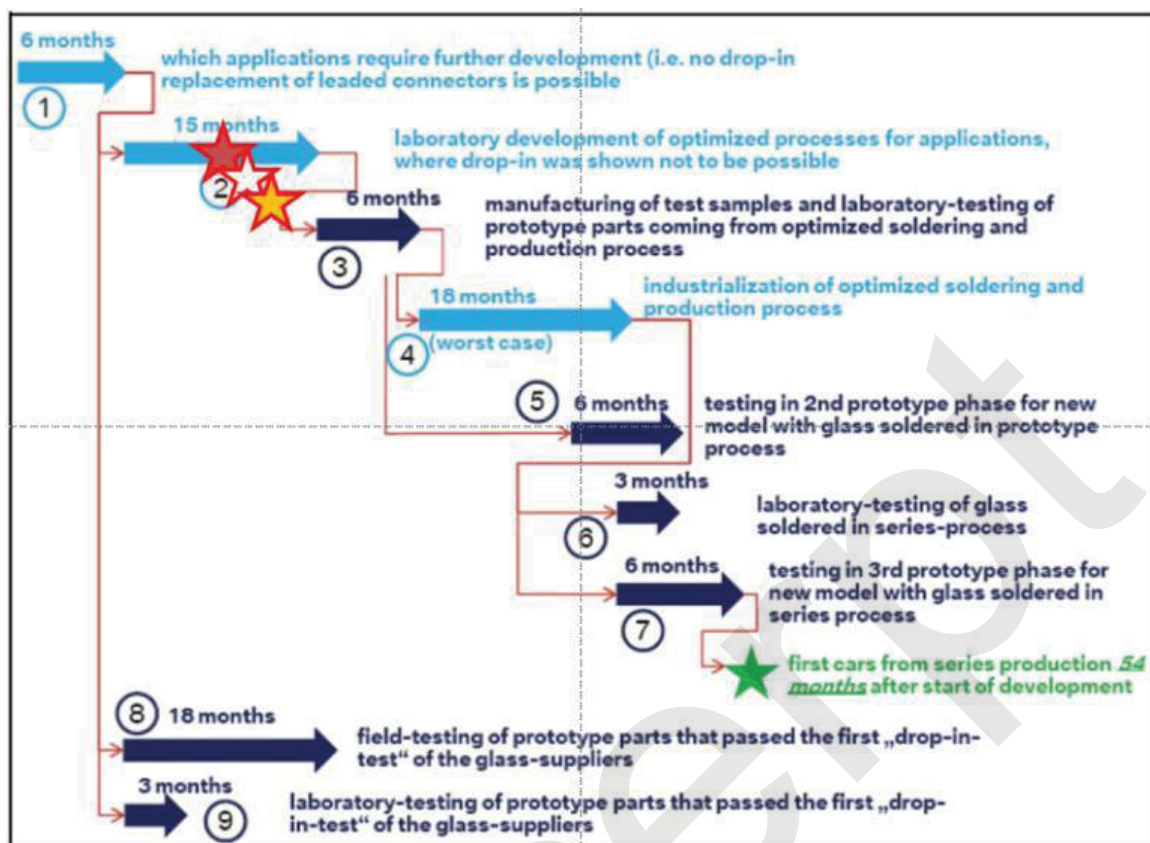 6 months
which applications require further development (i.e. no drop-in
replacement of leaded connectors is possible
1
15 months
laboratory development of optimized processes for applications,
where drop-in was shown not to be possible
2
6 months
manufacturing of test samples and laboratory-testing of
prototype parts coming from optimized soldering and
production process
3
18 months
industrialization of optimized soldering and
production process
(worst case)
4
5
6 months
testing in 2nd prototype phase for new
model with glass soldered in prototype
process
3 months
laboratory-testing of glass
soldered in series-process
6
6 months
testing in 3rd prototype phase for
new model with glass soldered in
series process
7
first cars from series production 54
months after start of development
8
18 months
field-testing of prototype parts that passed the first „drop-in-
test“ of the glass-suppliers
3 months
9
laboratory-testing of prototype parts that passed the first „drop-
in-test“ of the glass-suppliers
erpt